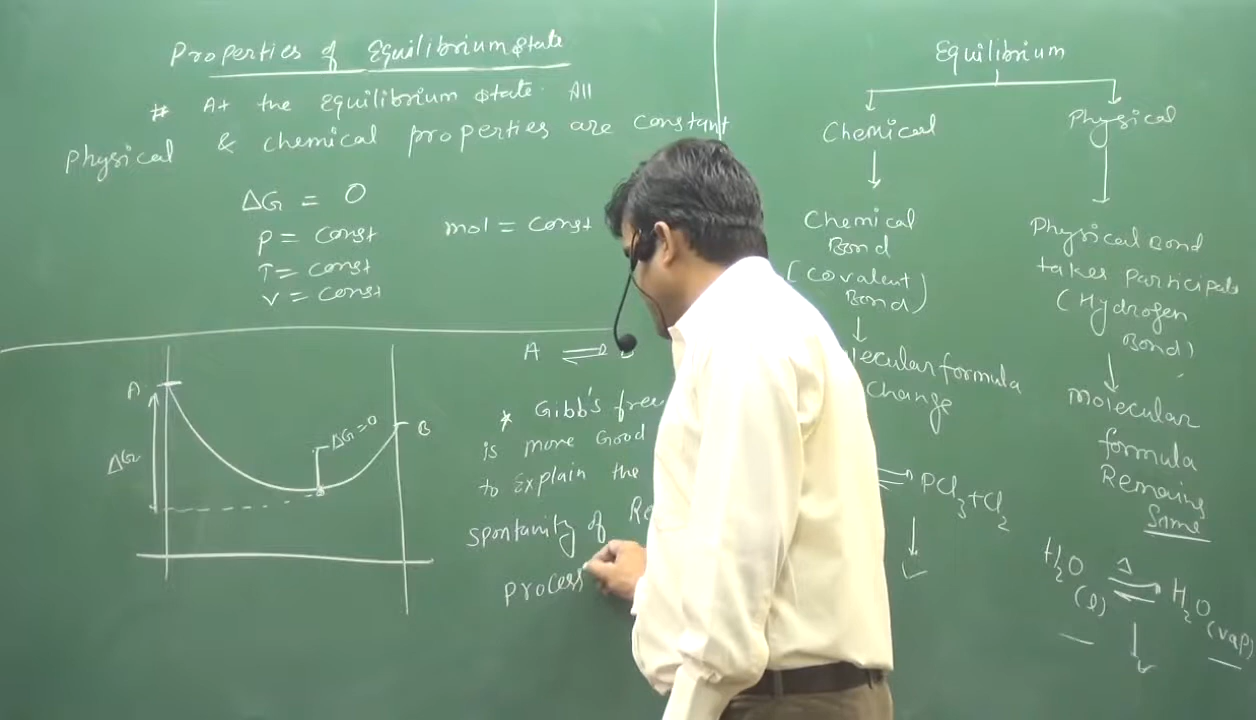 Properties of Equilibrium state
* At the Equilibrium state. All
Physical & chemical properties are constant
ΔG = 0
P = const
T = const
V = const
mol = const
A ⇌
* Gibb's free
is more Good
to Explain the
spontanity of Re
process
A
ΔG
ΔG=0
B
Equilibrium
Chemical
Chemical
Bond
(covalent
Bond)
lecular formula
change
⇌ PCl3+Cl2
Physical
Physical Bond
takes participate
(Hydrogen
Bond)
molecular
formula
Remains
Same
H2O (l) ⇌ Δ H2O (vap)